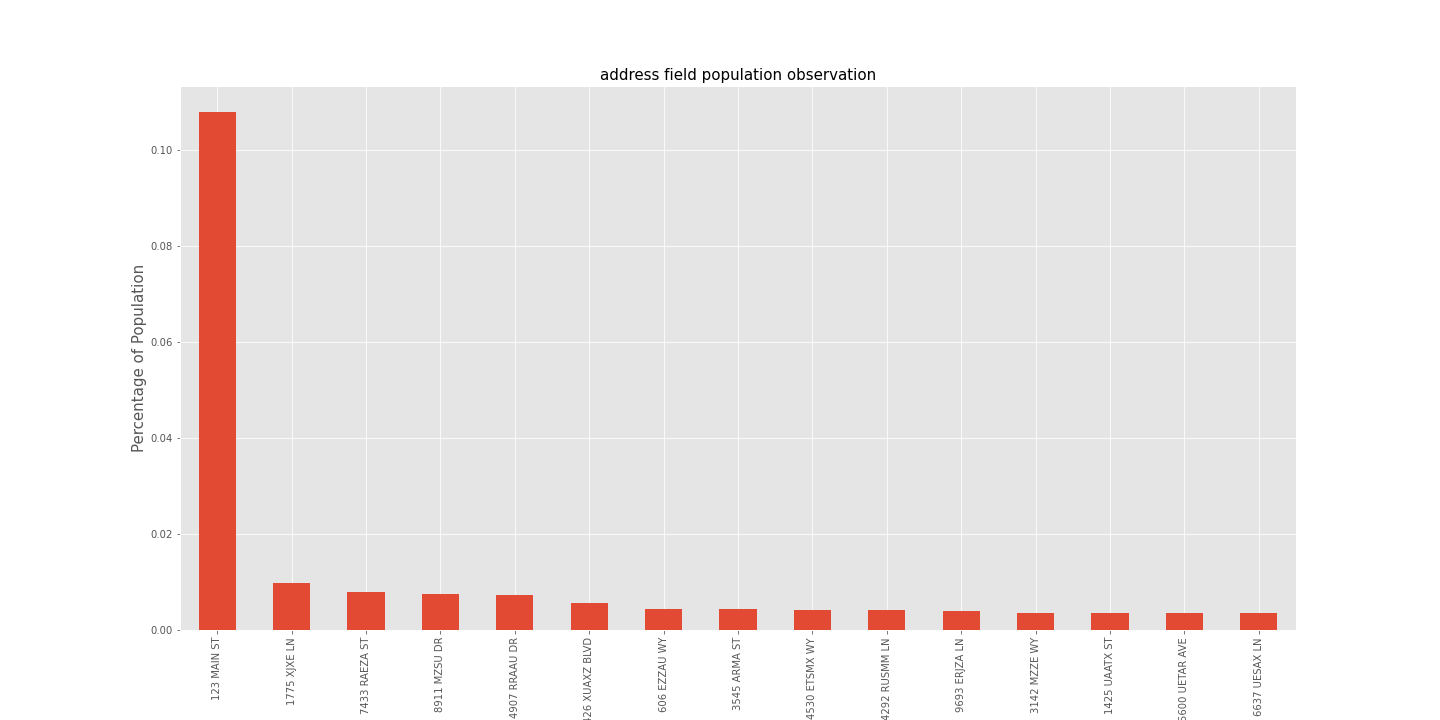 address field population observation
Percentage of Population
0.10
0.08
0.06
0.04
0.02
0.00
123 MAIN ST
1775 XJXE LN
7433 RAEZA ST
8911 MZSU DR
4907 RRAAU DR
XUAXZ BLVD
606 EZZAU WY
3545 ARMA ST
4530 ETSMX WY
4292 RUSMM LN
9693 ERJZA LN
3142 MZZE WY
1425 UAATX ST
UETAR AVE
6637 UESAX LN